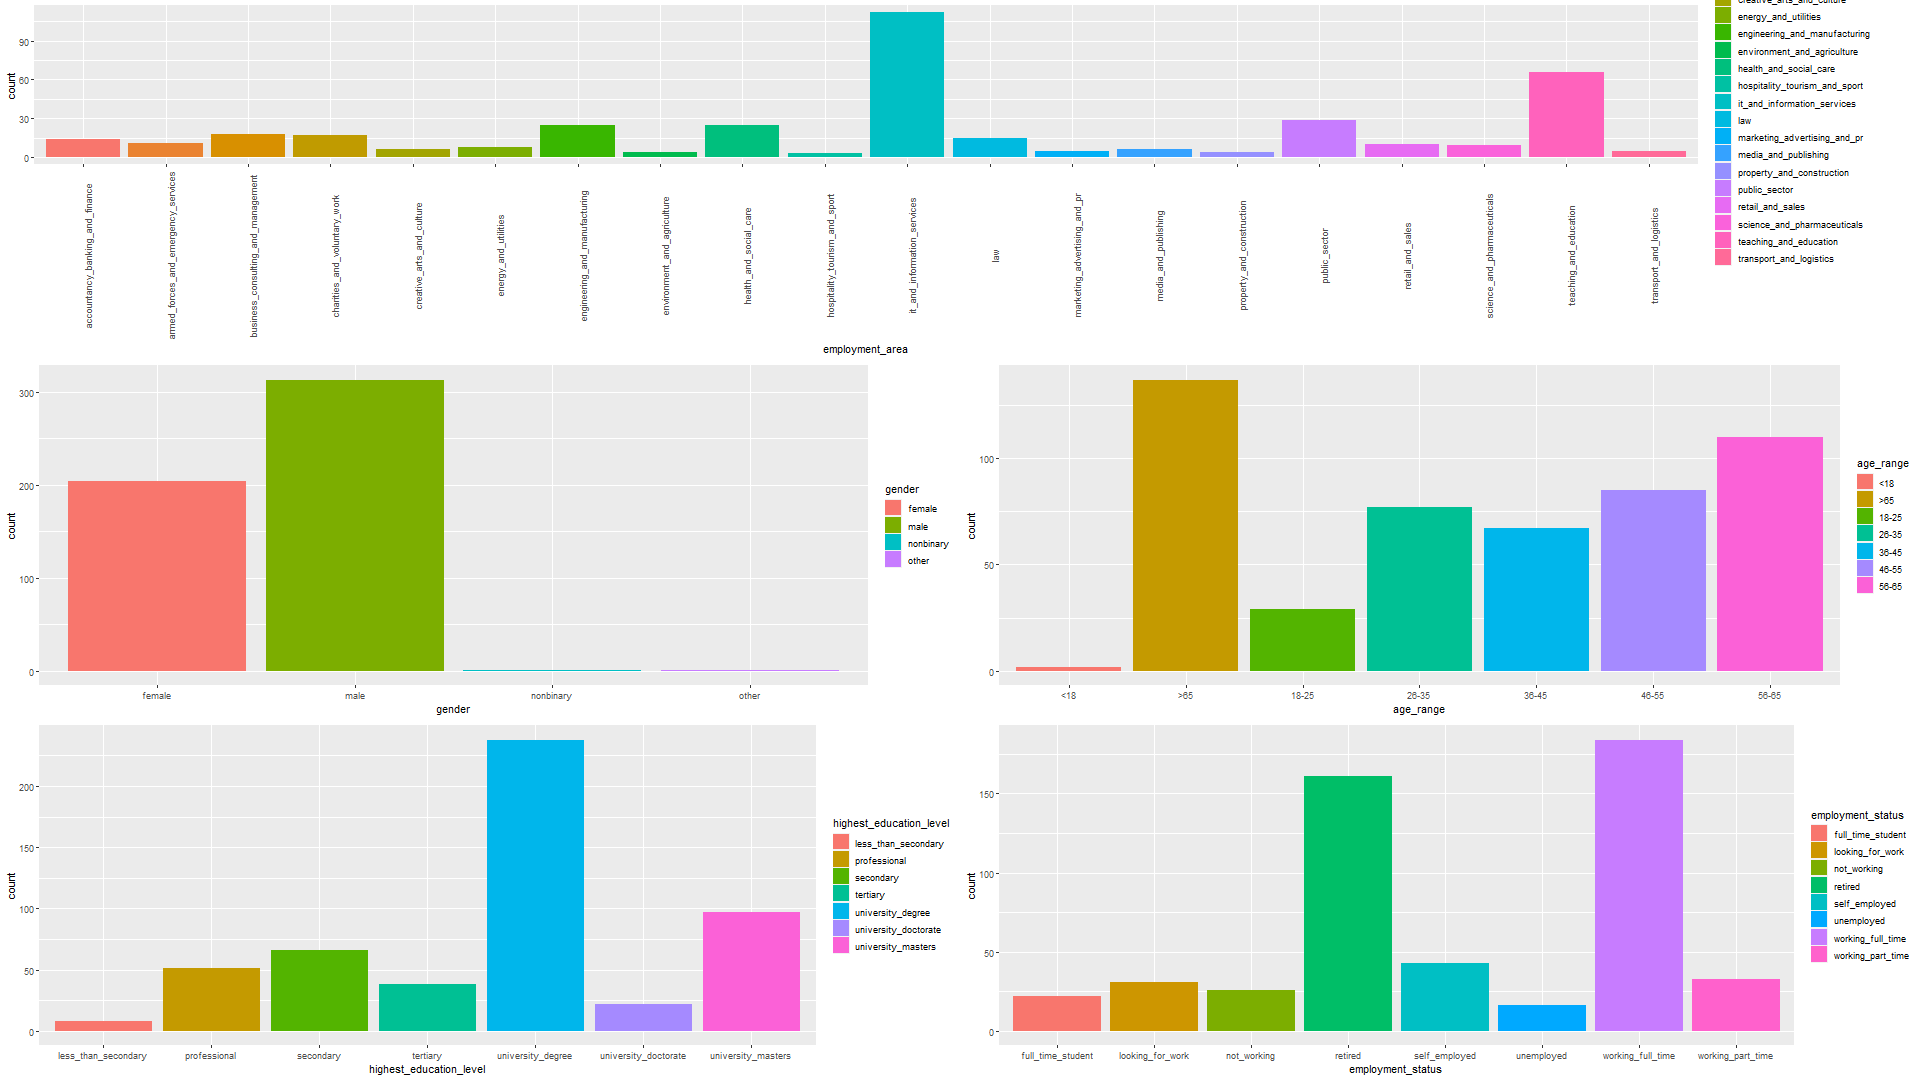 count
90
60
30
0
accountancy_banking_and_finance
armed_forces_and_emergency_services
business_consulting_and_management
charities_and_voluntary_work
creative_arts_and_culture
energy_and_utilities
engineering_and_manufacturing
environment_and_agriculture
health_and_social_care
hospitality_tourism_and_sport
it_and_information_services
law
marketing_advertising_and_pr
media_and_publishing
property_and_construction
public_sector
retail_and_sales
science_and_pharmaceuticals
teaching_and_education
transport_and_logistics
employment_area
creative_arts_and_culture
energy_and_utilities
engineering_and_manufacturing
environment_and_agriculture
health_and_social_care
hospitality_tourism_and_sport
it_and_information_services
law
marketing_advertising_and_pr
media_and_publishing
property_and_construction
public_sector
retail_and_sales
science_and_pharmaceuticals
teaching_and_education
transport_and_logistics
count
300
200
100
0
female
male
nonbinary
other
gender
gender
female
male
nonbinary
other
count
100
50
0
<18
>65
18-25
26-35
36-45
46-55
56-65
age_range
age_range
<18
>65
18-25
26-35
36-45
46-55
56-65
count
200
150
100
50
0
less_than_secondary
professional
secondary
tertiary
university_degree
university_doctorate
university_masters
highest_education_level
highest_education_level
less_than_secondary
professional
secondary
tertiary
university_degree
university_doctorate
university_masters
count
150
100
50
0
full_time_student
looking_for_work
not_working
retired
self_employed
unemployed
working_full_time
working_part_time
employment_status
employment_status
full_time_student
looking_for_work
not_working
retired
self_employed
unemployed
working_full_time
working_part_time